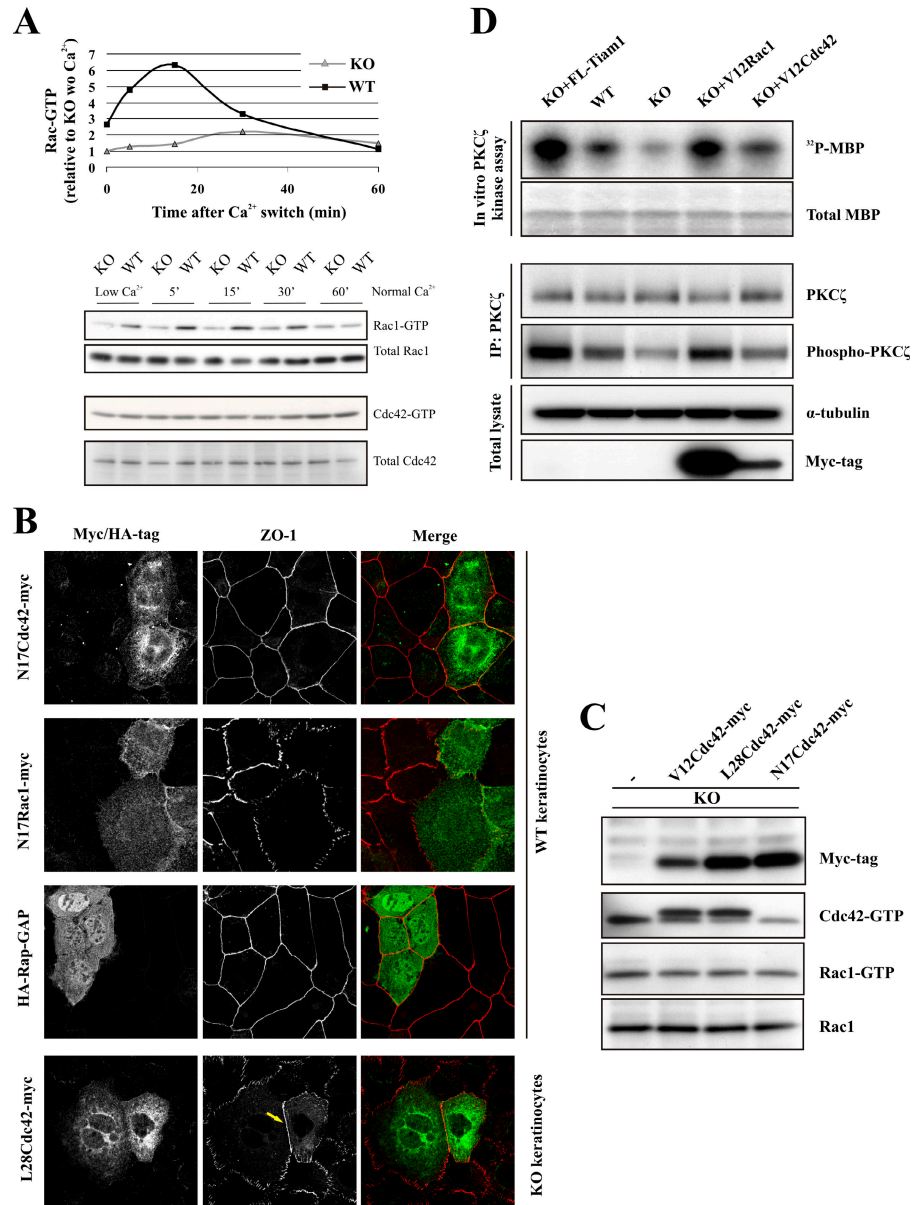 A
Rac-GTP
(relative to KO wo Ca²⁺)
7
6
5
4
3
2
1
0
KO
WT
0
20
40
60
Time after Ca²⁺ switch (min)
KO WT KO WT KO WT KO WT KO WT
Low Ca²⁺ 5' 15' 30' 60' Normal Ca²⁺
Rac1-GTP
Total Rac1
Cdc42-GTP
Total Cdc42
D
KO+FL-Tiam1 WT KO KO+V12Rac1 KO+V12Cdc42
In vitro PKCζ
kinase assay
³²P-MBP
Total MBP
IP: PKCζ
PKCζ
Phospho-PKCζ
Total lysate
α-tubulin
Myc-tag
B
Myc/HA-tag ZO-1 Merge
N17Cdc42-myc
N17Rac1-myc
HA-Rap-GAP
L28Cdc42-myc
WT keratinocytes
KO keratinocytes
C
- V12Cdc42-myc L28Cdc42-myc N17Cdc42-myc
KO
Myc-tag
Cdc42-GTP
Rac1-GTP
Rac1